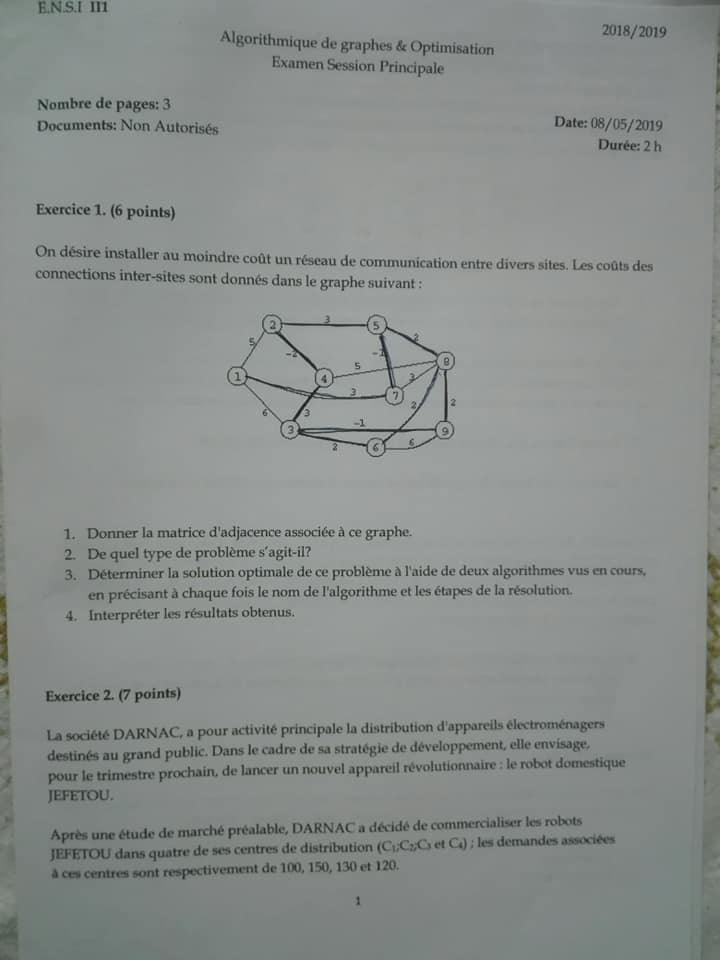 E.N.S.I III1
2018/2019
Algorithmique de graphes & Optimisation
Examen Session Principale
Nombre de pages: 3
Documents: Non Autorisés
Date: 08/05/2019
Durée: 2 h
Exercice 1. (6 points)
On désire installer au moindre coût un réseau de communication entre divers sites. Les coûts des
connections inter-sites sont donnés dans le graphe suivant :
2 3 5
5 -2 -1 2
5 8
1 4 3
3 7
6 3 2 2
3 -1 9
2 6 6
1. Donner la matrice d'adjacence associée à ce graphe.
2. De quel type de problème s'agit-il?
3. Déterminer la solution optimale de ce problème à l'aide de deux algorithmes vus en cours,
en précisant à chaque fois le nom de l'algorithme et les étapes de la résolution.
4. Interpréter les résultats obtenus.
Exercice 2. (7 points)
La société DARNAC, a pour activité principale la distribution d'appareils électroménagers
destinés au grand public. Dans le cadre de sa stratégie de développement, elle envisage,
pour le trimestre prochain, de lancer un nouvel appareil révolutionnaire : le robot domestique
JEFETOU.
Après une étude de marché préalable, DARNAC a décidé de commercialiser les robots
JEFETOU dans quatre de ses centres de distribution (C₁;C₂;C₃ et C₄) ; les demandes associées
à ces centres sont respectivement de 100, 150, 130 et 120.
1